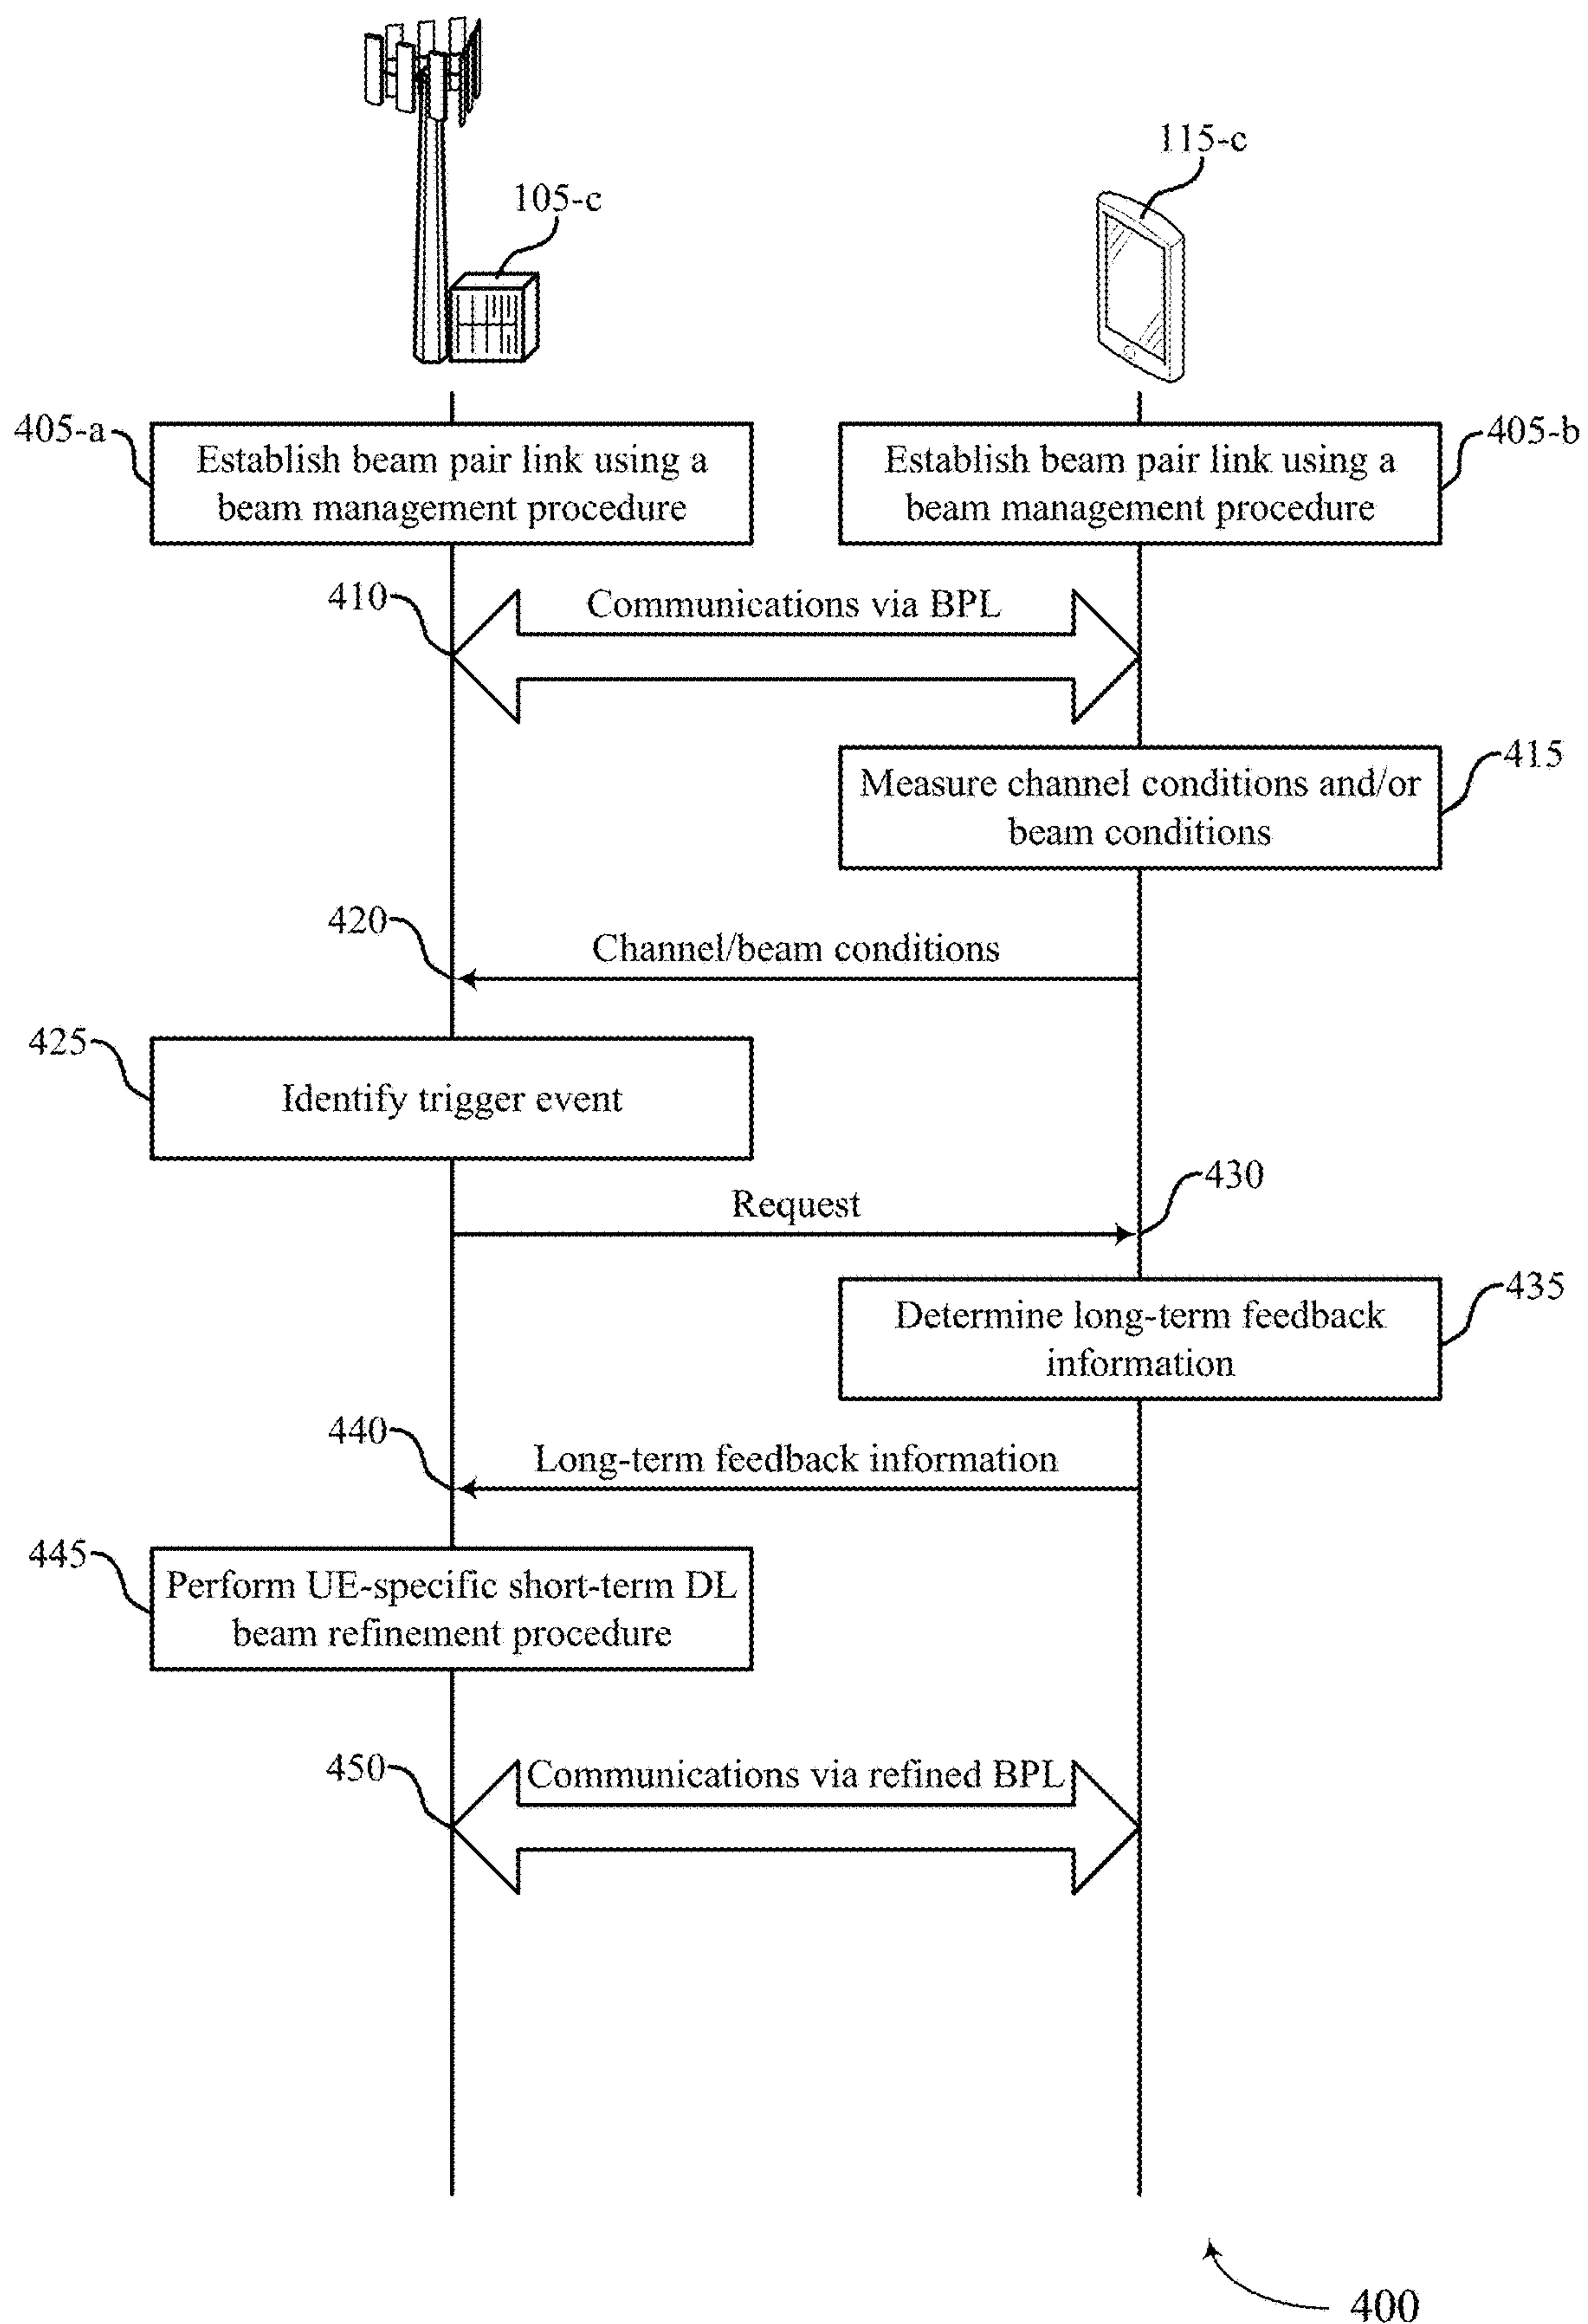 105-c
115-c
405-a
Establish beam pair link using a
beam management procedure
Establish beam pair link using a
beam management procedure
405-b
410
Communications via BPL
Measure channel conditions and/or
beam conditions
415
420
Channel/beam conditions
425
Identify trigger event
Request
430
Determine long-term feedback
information
435
440
Long-term feedback information
445
Perform UE-specific short-term DL
beam refinement procedure
450
Communications via refined BPL
400